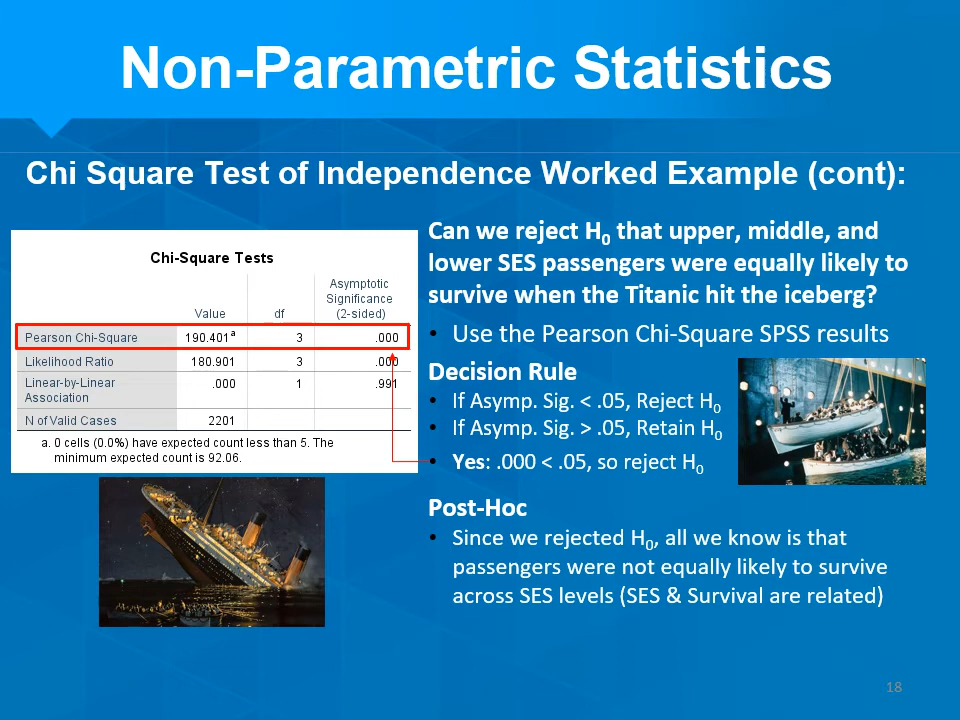 Non-Parametric Statistics
Chi Square Test of Independence Worked Example (cont):
Chi-Square Tests
Value df Asymptotic Significance (2-sided)
Pearson Chi-Square 190.401a 3 .000
Likelihood Ratio 180.901 3 .000
Linear-by-Linear Association .000 1 .991
N of Valid Cases 2201
a. 0 cells (0.0%) have expected count less than 5. The
minimum expected count is 92.06.
Can we reject H0 that upper, middle, and
lower SES passengers were equally likely to
survive when the Titanic hit the iceberg?
• Use the Pearson Chi-Square SPSS results
Decision Rule
• If Asymp. Sig. < .05, Reject H0
• If Asymp. Sig. > .05, Retain H0
• Yes: .000 < .05, so reject H0
Post-Hoc
• Since we rejected H0, all we know is that
passengers were not equally likely to survive
across SES levels (SES & Survival are related)
18